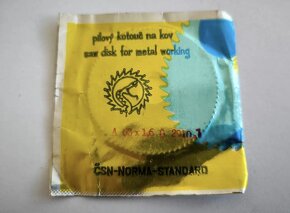 pilový kotouč na kov
saw disk for metal working
ČSN-NORMA-STANDARD